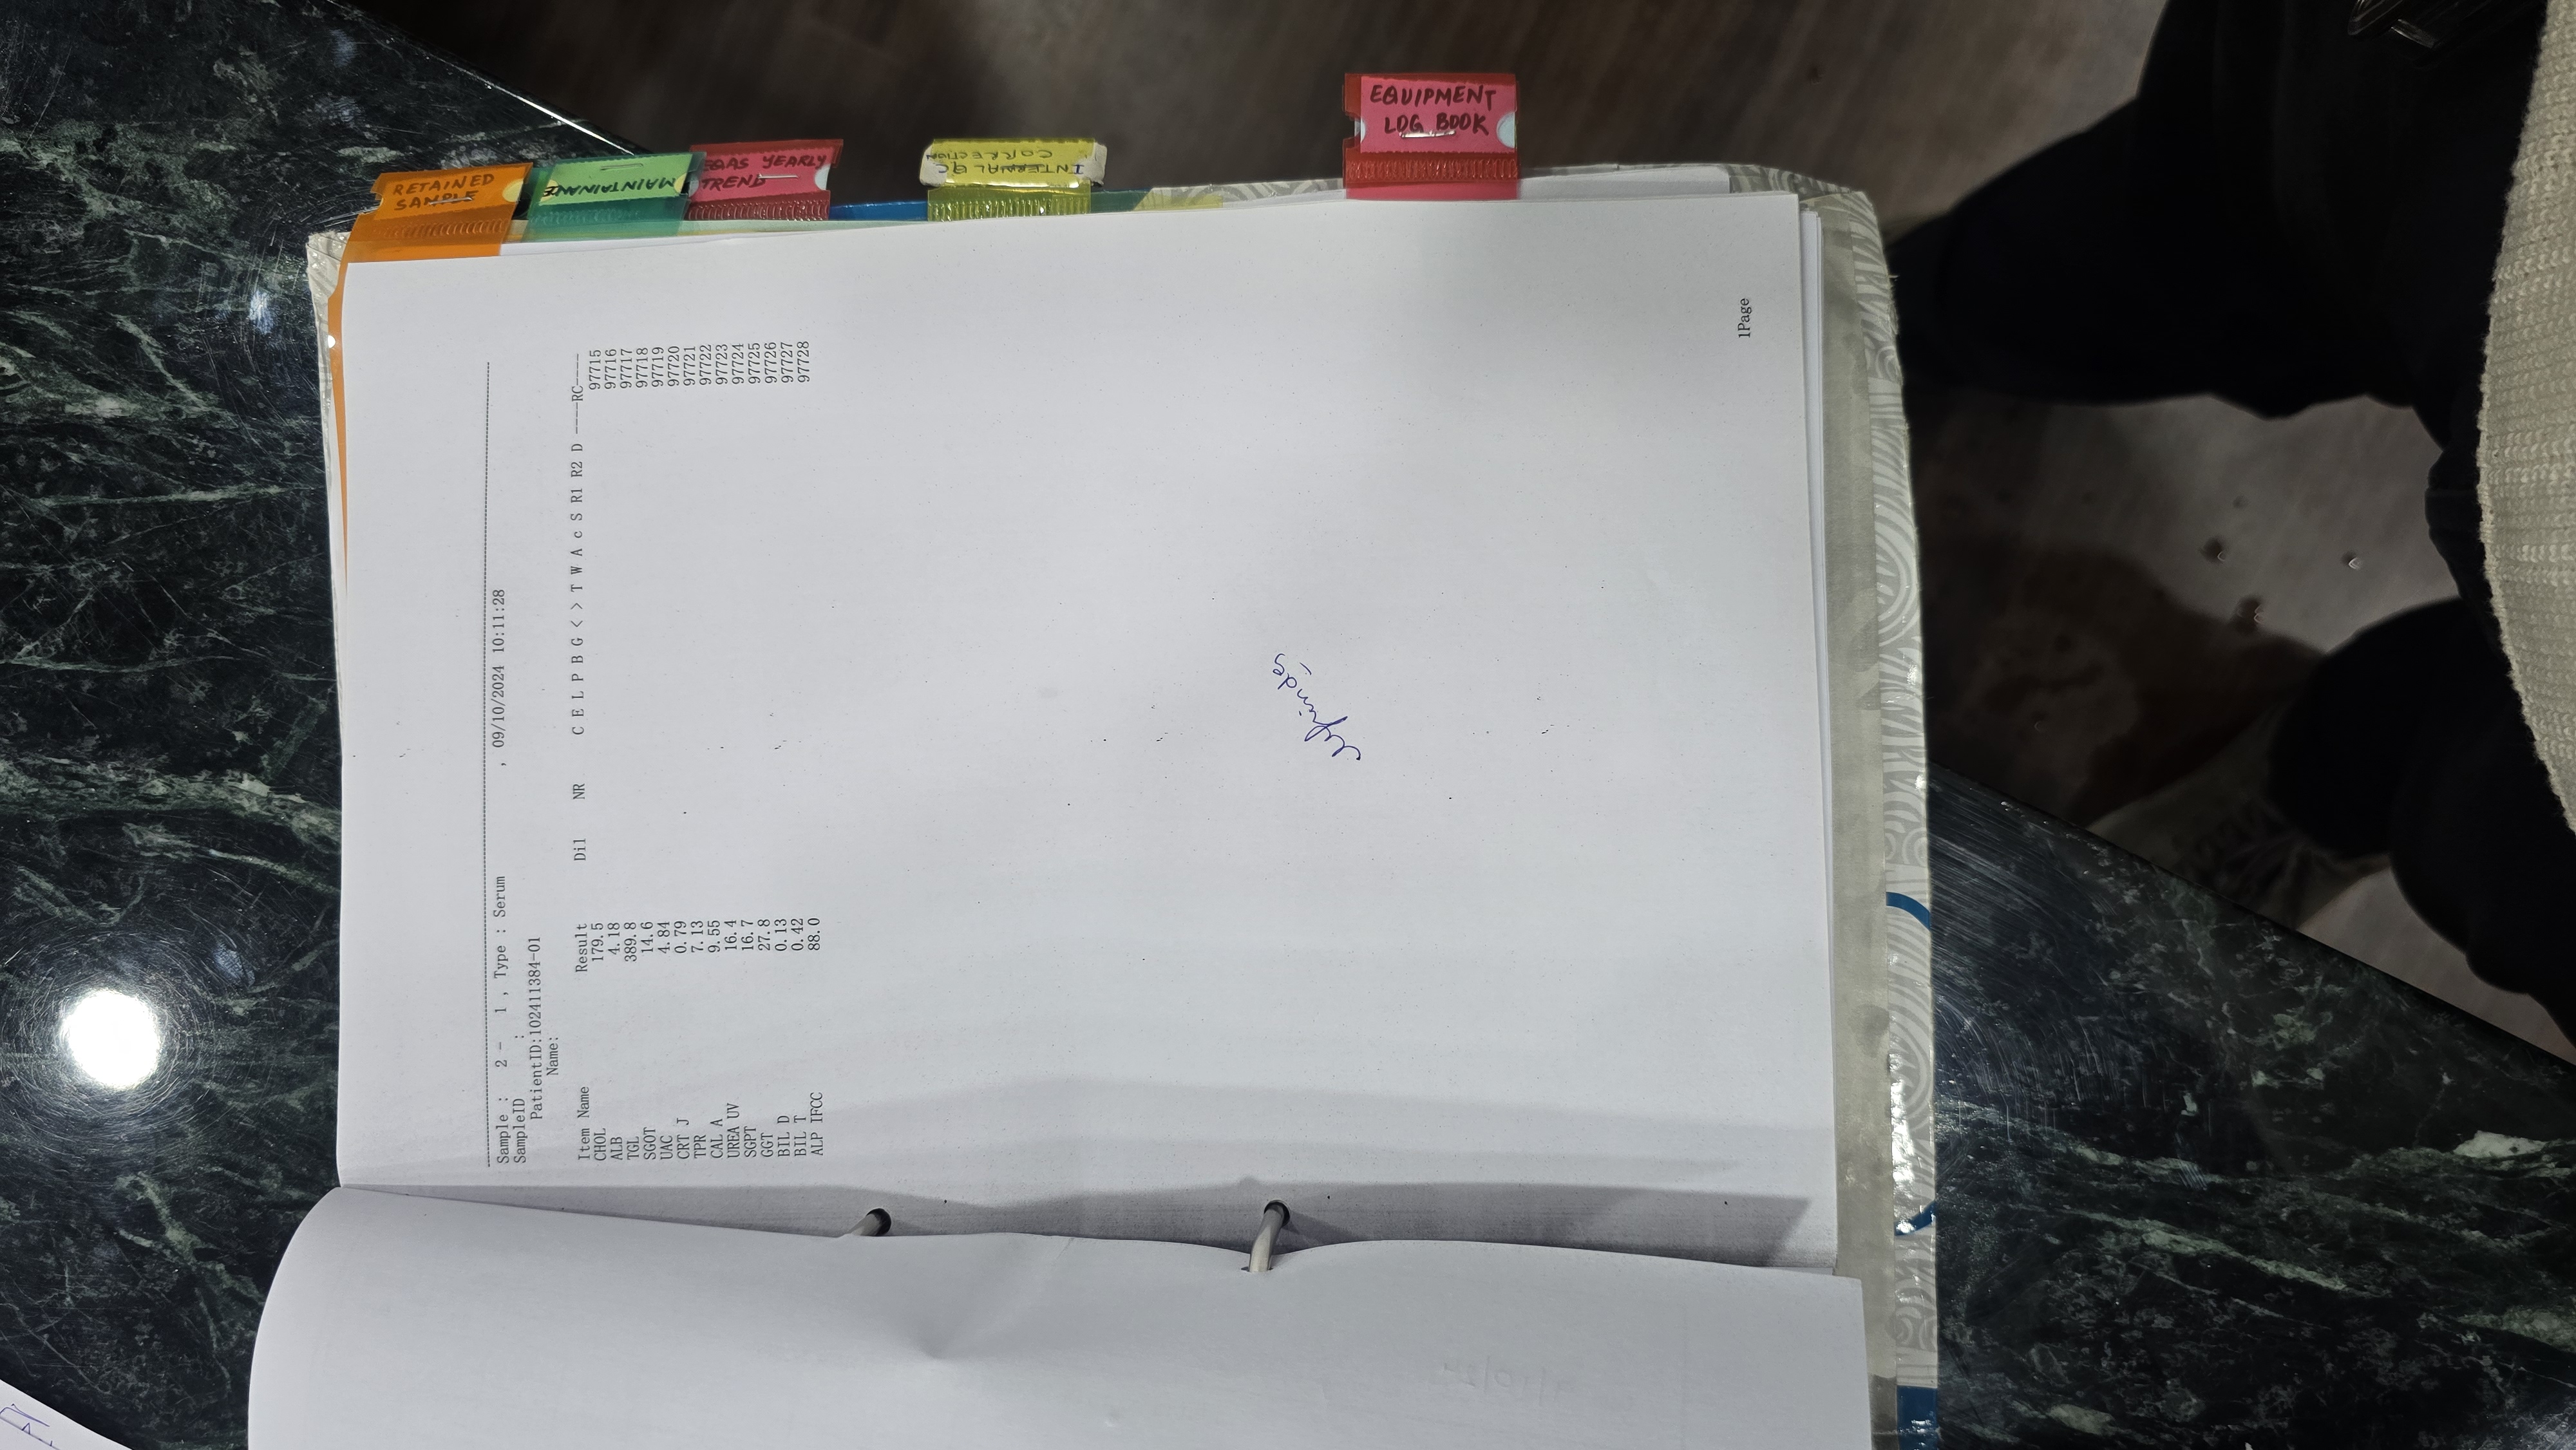 Sample :   2 -   1 , Type : Serum          , 09/10/2024 10:11:28
SampleID      :
PatientID:102411384-01
Name:
Item Name   Result   Dil   NR   C E L P B G < > T W A c S R1 R2 D ----RC----
CHOL   179.5   97715
ALB   4.18   97716
TGL   389.8   97717
SGOT   14.6   97718
UAC   4.84   97719
CRT J   0.79   97720
TPR   7.13   97721
CAL A   9.55   97722
UREA UV   16.4   97723
SGPT   16.7   97724
GGT   27.8   97725
BIL D   0.13   97726
BIL T   0.42   97727
ALP IFCC   88.0   97728
1Page
RETAINED
SAMPLE
YEARLY
TREND
INTERNAL QC
CORRECTION
EQUIPMENT
LOG BOOK